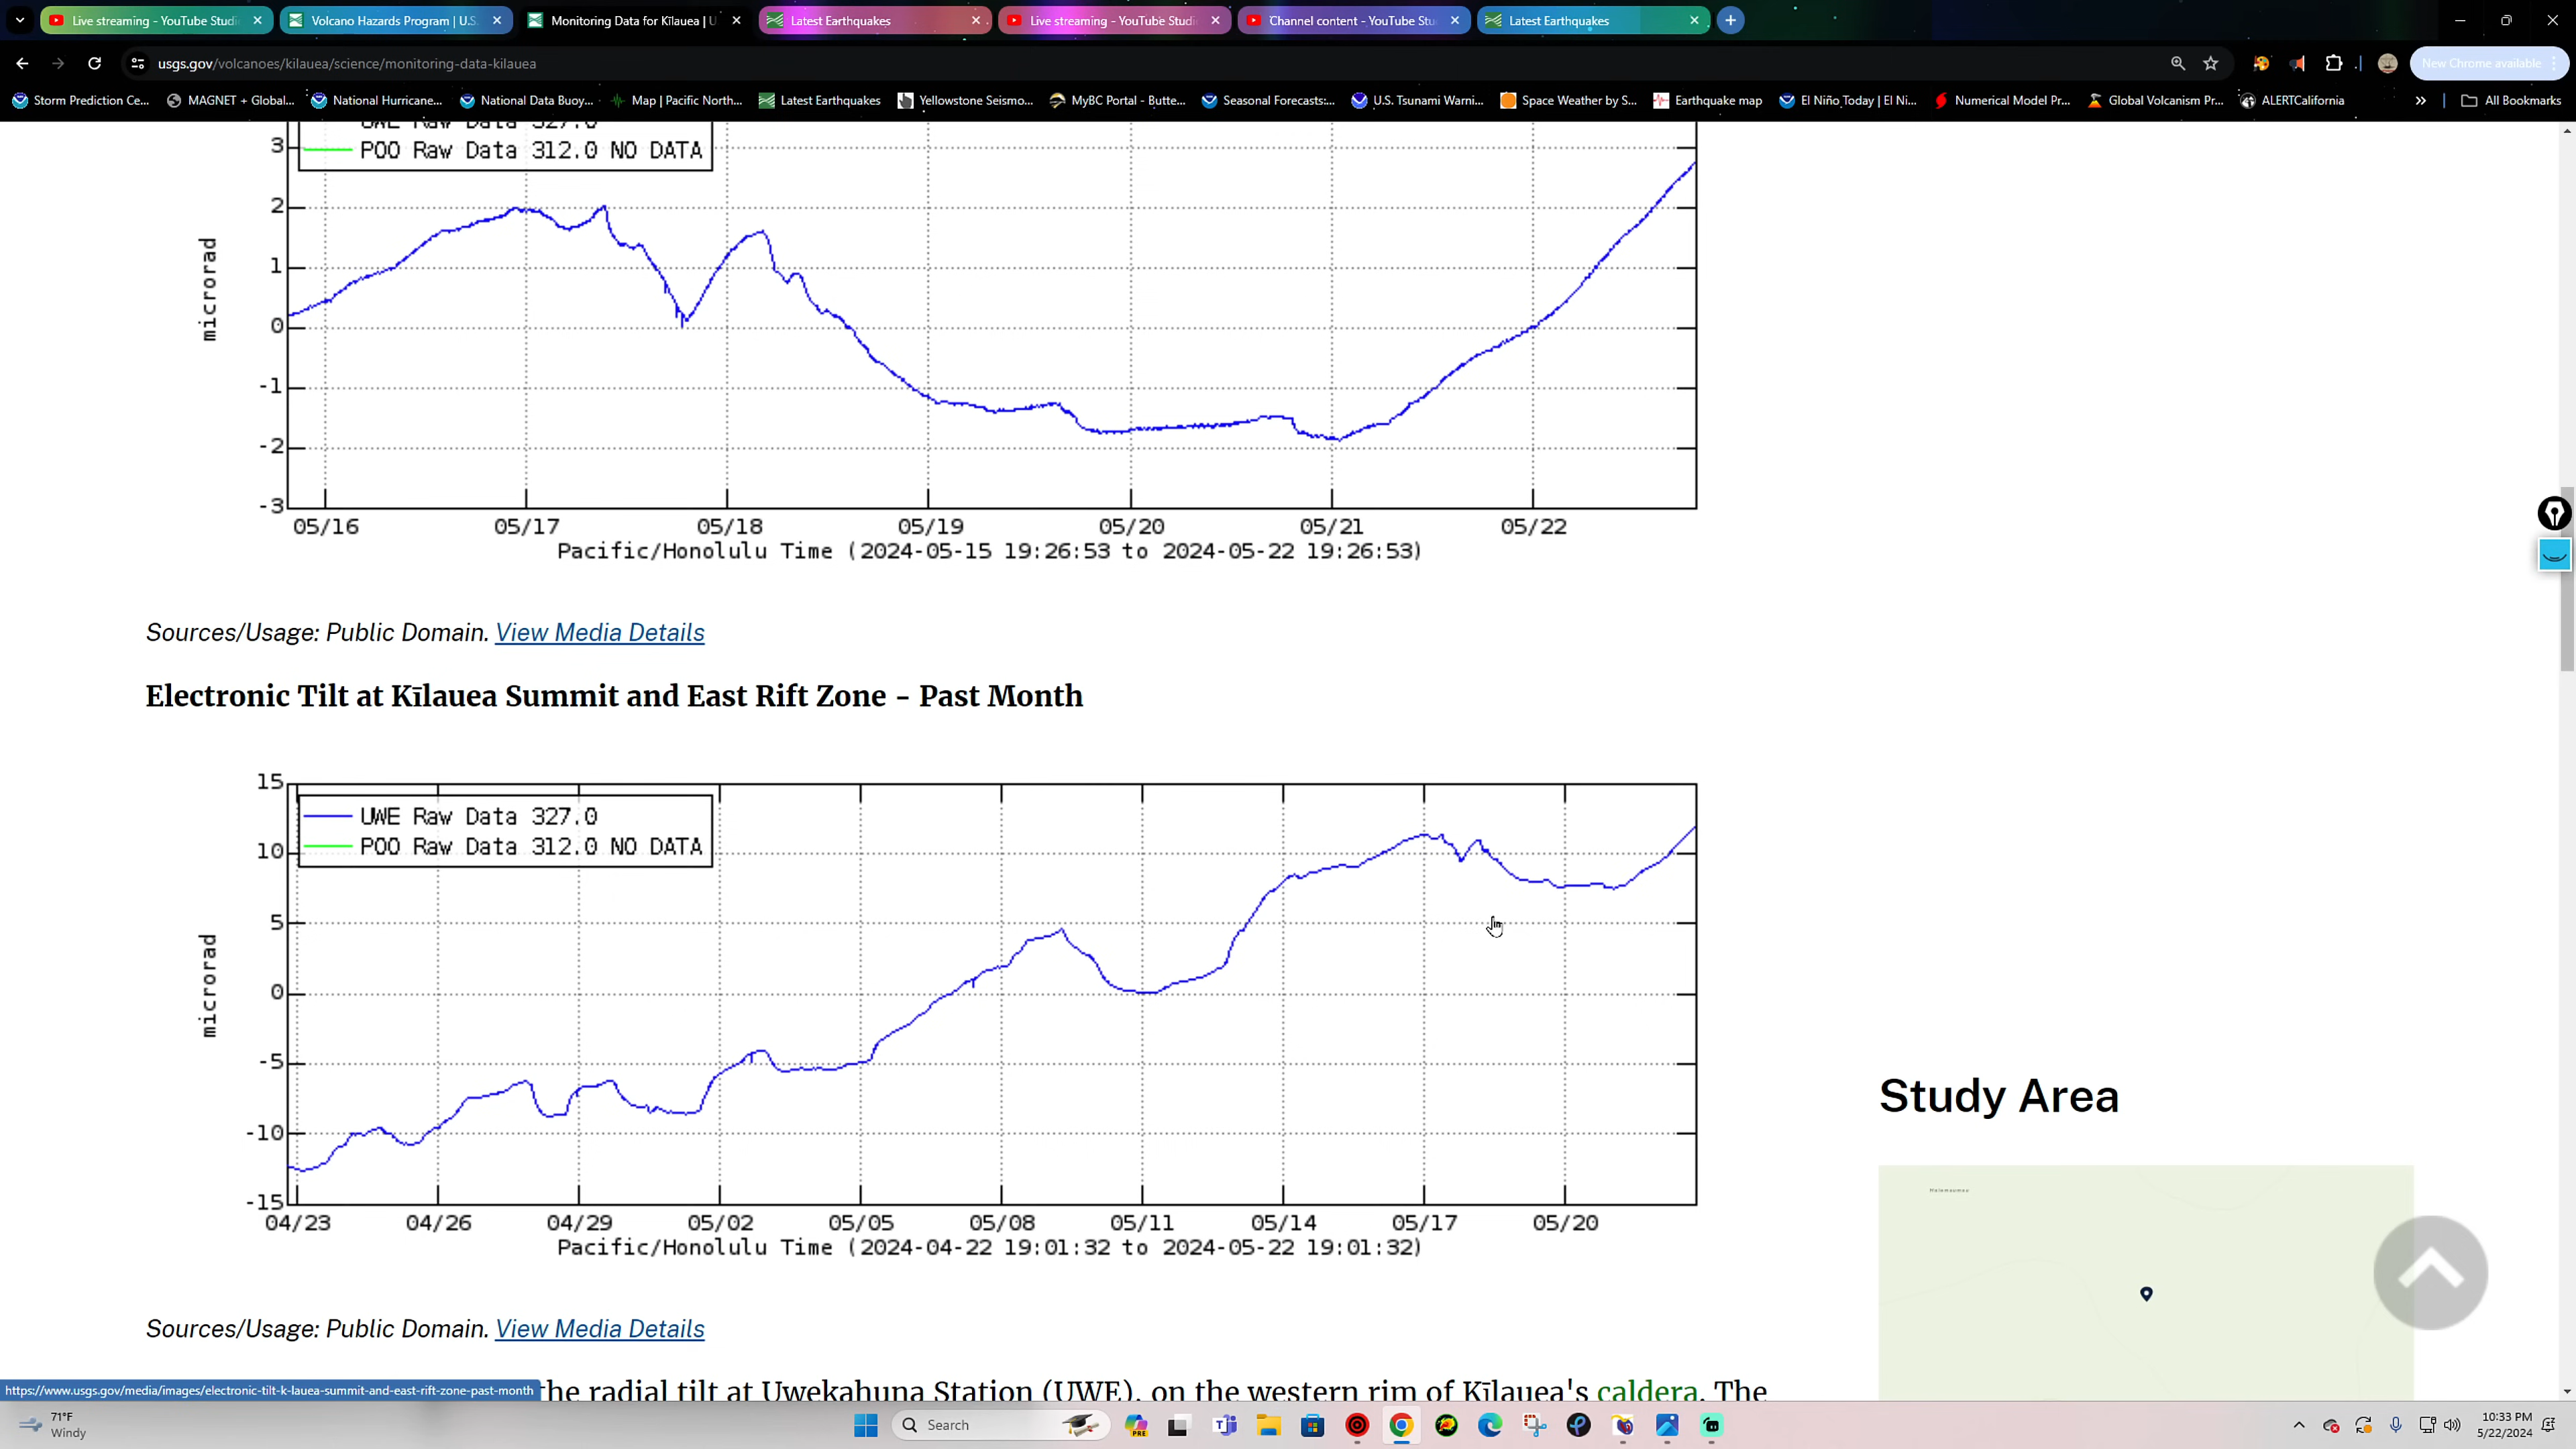 Live streaming - YouTube Studi
Volcano Hazards Program | U.S.
Monitoring Data for Kīlauea | U
Latest Earthquakes
Live streaming - YouTube Studi
Channel content - YouTube Stu
Latest Earthquakes
usgs.gov/volcanoes/kilauea/science/monitoring-data-kilauea
New Chrome available
Storm Prediction Ce...
MAGNET + Global...
National Hurricane...
National Data Buoy...
Map | Pacific North...
Latest Earthquakes
Yellowstone Seismo...
MyBC Portal - Butte...
Seasonal Forecasts:...
U.S. Tsunami Warni...
Space Weather by S...
Earthquake map
El Niño Today | El Ni...
Numerical Model Pr...
Global Volcanism Pr...
ALERTCalifornia
All Bookmarks
UWE Raw Data 327.0
POO Raw Data 312.0 NO DATA
3
2
1
0
-1
-2
-3
microrad
05/16 05/17 05/18 05/19 05/20 05/21 05/22
Pacific/Honolulu Time (2024-05-15 19:26:53 to 2024-05-22 19:26:53)
Sources/Usage: Public Domain. View Media Details
Electronic Tilt at Kīlauea Summit and East Rift Zone - Past Month
UWE Raw Data 327.0
POO Raw Data 312.0 NO DATA
15
10
5
0
-5
-10
-15
microrad
04/23 04/26 04/29 05/02 05/05 05/08 05/11 05/14 05/17 05/20
Pacific/Honolulu Time (2024-04-22 19:01:32 to 2024-05-22 19:01:32)
Study Area
Sources/Usage: Public Domain. View Media Details
https://www.usgs.gov/media/images/electronic-tilt-k-lauea-summit-and-east-rift-zone-past-month
the radial tilt at Uwekahuna Station (UWE), on the western rim of Kīlauea's caldera. The
71°F
Windy
Search
PRE
10:33 PM
5/22/2024